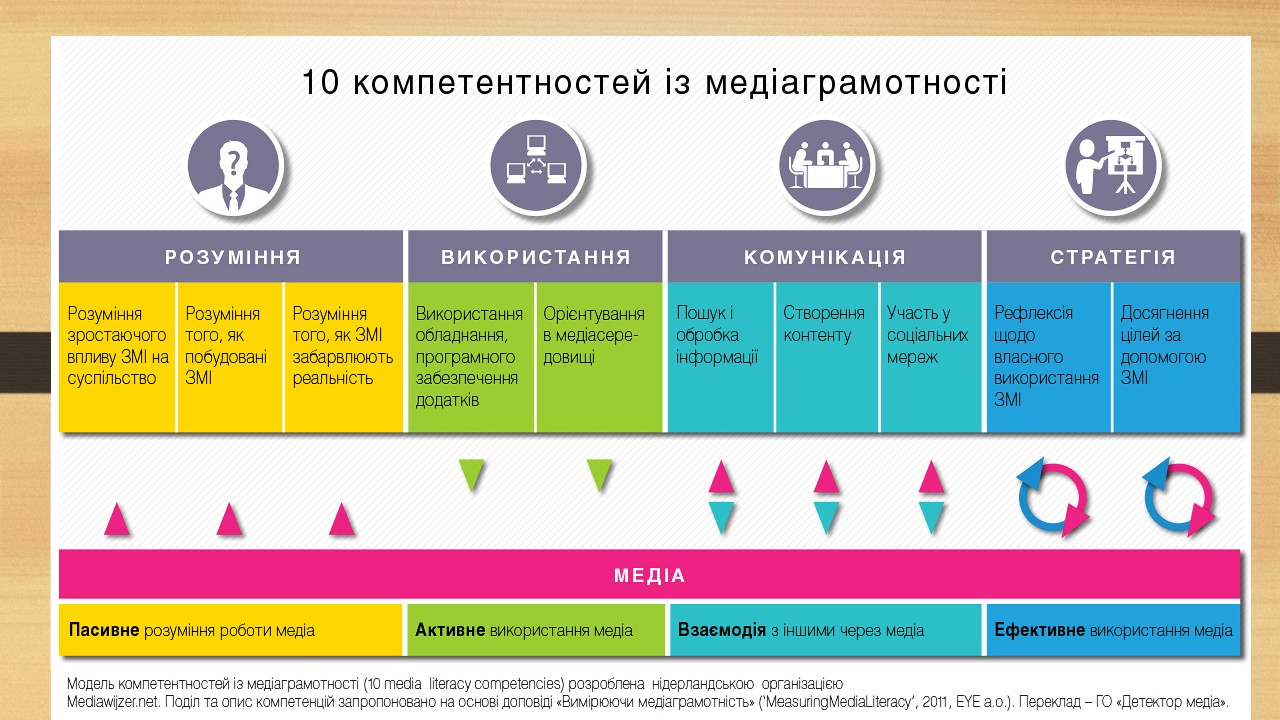 10 компетентностей із медіаграмотності
?
РОЗУМІННЯ
ВИКОРИСТАННЯ
КОМУНІКАЦІЯ
СТРАТЕГІЯ
Розуміння
зростаючого
впливу ЗМІ на
суспільство
Розуміння
того, як
побудовані
ЗМІ
Розуміння
того, як ЗМІ
забарвлюють
реальність
Використання
обладнання,
програмного
забезпечення
додатків
Орієнтування
в медіасере-
довищі
Пошук і
обробка
інформації
Створення
контенту
Участь у
соціальних
мереж
Рефлексія
щодо
власного
використання
ЗМІ
Досягнення
цілей за
допомогою
ЗМІ
МЕДІА
Пасивне розуміння роботи медіа
Активне використання медіа
Взаємодія з іншими через медіа
Ефективне використання медіа
Модель компетентностей із медіаграмотності (10 media literacy competencies) розроблена нідерландською організацією
Mediawijzer.net. Поділ та опис компетенцій запропоновано на основі доповіді «Вимірюючи медіаграмотність» ('MeasuringMediaLiteracy', 2011, EYE a.o.). Переклад – ГО «Детектор медіа».